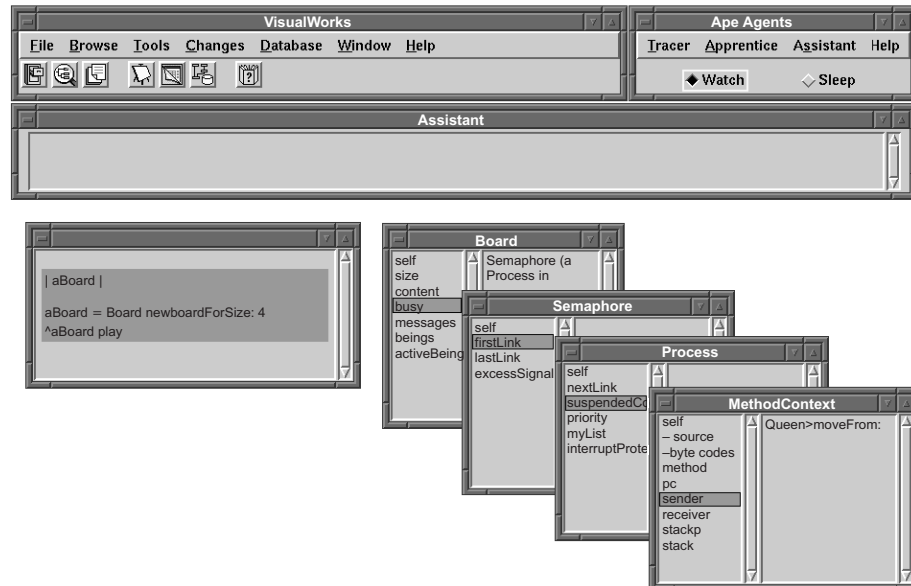 VisualWorks
File Browse Tools Changes Database Window Help
Ape Agents
Tracer Apprentice Assistant Help
Watch Sleep
Assistant
| aBoard |
aBoard = Board newboardForSize: 4
^aBoard play
Board
self
size
content
busy
messages
beings
activeBeing
Semaphore (a
Process in
Semaphore
self
firstLink
lastLink
excessSignal
Process
self
nextLink
suspendedCo
priority
myList
interruptProte
MethodContext
self
– source
–byte codes
method
pc
sender
receiver
stackp
stack
Queen>moveFrom: